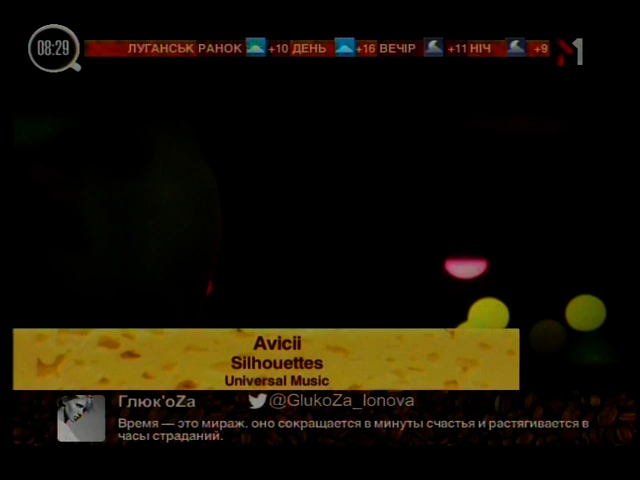 08:29
ЛУГАНСЬК РАНОК +10 ДЕНЬ +16 ВЕЧІР +11 НІЧ +9
М1
Avicii
Silhouettes
Universal Music
Глюк'oZa @GlukoZa_Ionova
Время — это мираж, оно сокращается в минуты счастья и растягивается в
часы страданий.